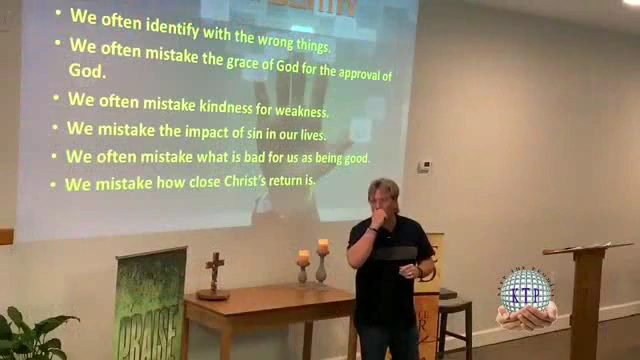 IDENTITY
• We often identify with the wrong things.
• We often mistake the grace of God for the approval of
God.
• We often mistake kindness for weakness.
• We mistake the impact of sin in our lives.
• We often mistake what is bad for us as being good.
• We mistake how close Christ's return is.
PRAISE
KTP